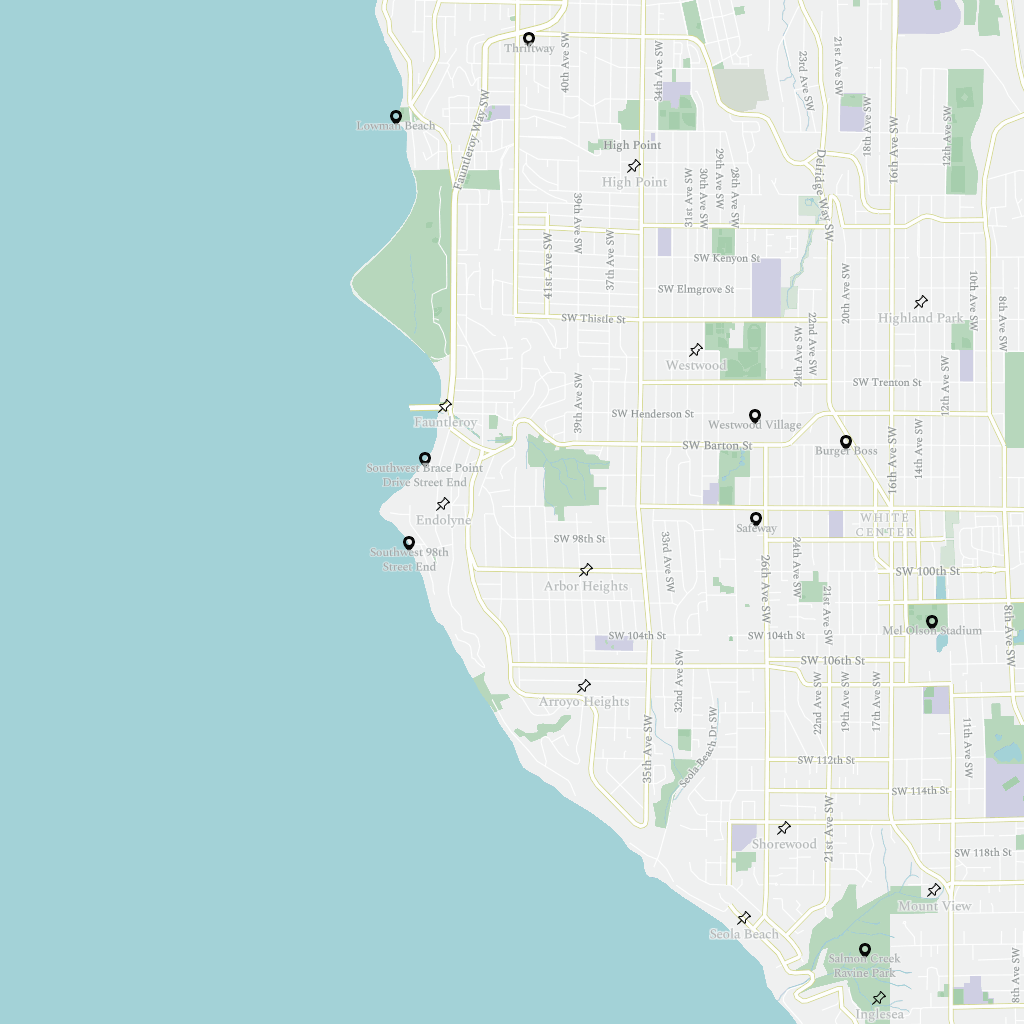 Thriftway
40th Ave SW
34th Ave SW
23rd Ave SW
21st Ave SW
Lowman Beach
Fauntleroy Way SW
18th Ave SW
16th Ave SW
12th Ave SW
High Point
High Point
31st Ave SW
30th Ave SW
29th Ave SW
28th Ave SW
Delridge Way SW
39th Ave SW
41st Ave SW
37th Ave SW
SW Kenyon St
SW Elmgrove St
20th Ave SW
10th Ave SW
8th Ave SW
Highland Park
SW Thistle St
22nd Ave SW
24th Ave SW
Westwood
SW Trenton St
12th Ave SW
39th Ave SW
SW Henderson St
Westwood Village
Fauntleroy
SW Barton St
Burger Boss
16th Ave SW
14th Ave SW
Southwest Brace Point
Drive Street End
Endolyne
Safeway
WHITE
CENTER
Southwest 98th
Street End
SW 98th St
33rd Ave SW
26th Ave SW
24th Ave SW
SW 100th St
Arbor Heights
21st Ave SW
8th Ave SW
Mel Olson Stadium
SW 104th St
SW 104th St
SW 106th St
32nd Ave SW
22nd Ave SW
19th Ave SW
17th Ave SW
Arroyo Heights
35th Ave SW
Seola Beach Dr SW
11th Ave SW
SW 112th St
SW 114th St
21st Ave SW
Shorewood
SW 118th St
Mount View
Seola Beach
Salmon Creek
Ravine Park
8th Ave SW
Inglesea